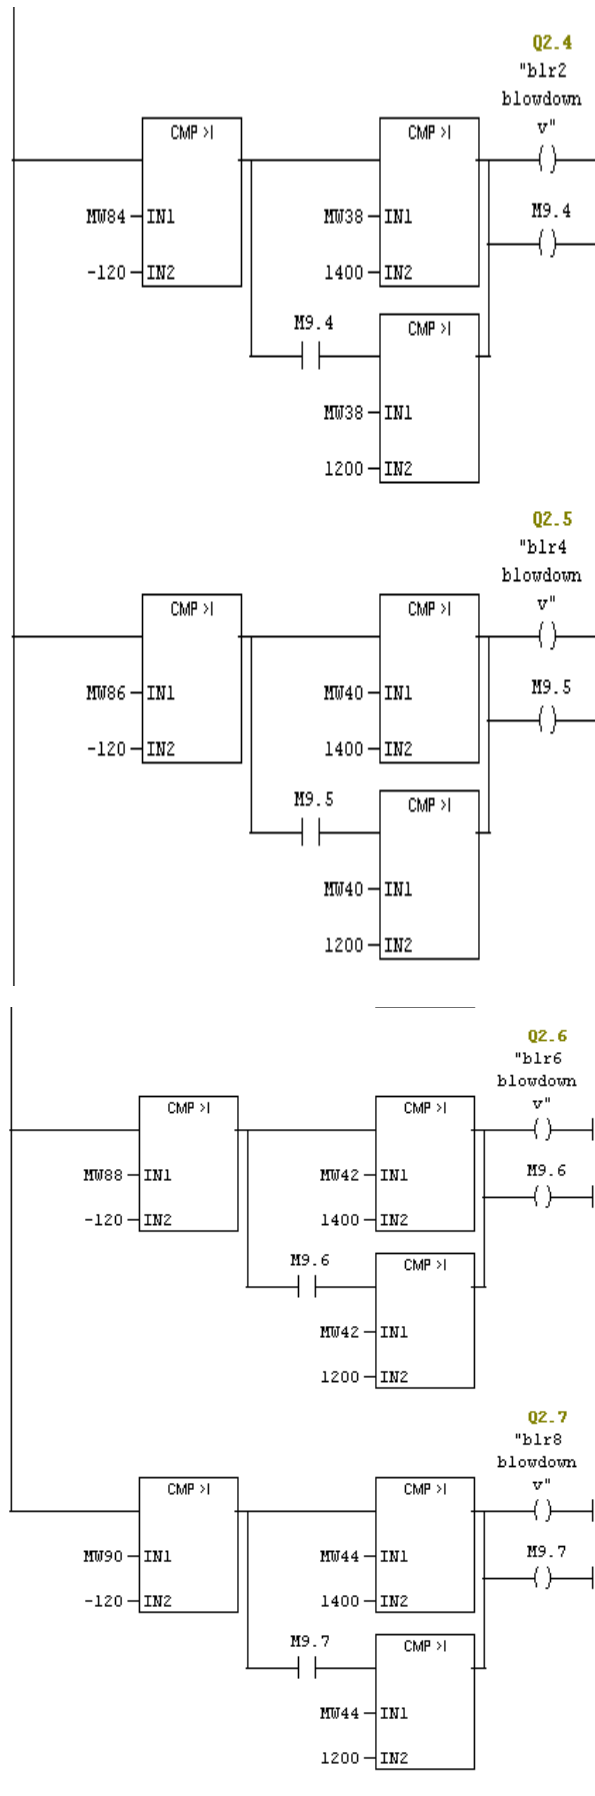 Q2.4
"blr2
blowdown
v"
CMP >I
CMP >I
M9.4
MW84 IN1
MW38 IN1
-120 IN2
1400 IN2
M9.4
CMP >I
MW38 IN1
1200 IN2
Q2.5
"blr4
blowdown
v"
CMP >I
CMP >I
M9.5
MW86 IN1
MW40 IN1
-120 IN2
1400 IN2
M9.5
CMP >I
MW40 IN1
1200 IN2
Q2.6
"blr6
blowdown
v"
CMP >I
CMP >I
M9.6
MW88 IN1
MW42 IN1
-120 IN2
1400 IN2
M9.6
CMP >I
MW42 IN1
1200 IN2
Q2.7
"blr8
blowdown
v"
CMP >I
CMP >I
M9.7
MW90 IN1
MW44 IN1
-120 IN2
1400 IN2
M9.7
CMP >I
MW44 IN1
1200 IN2